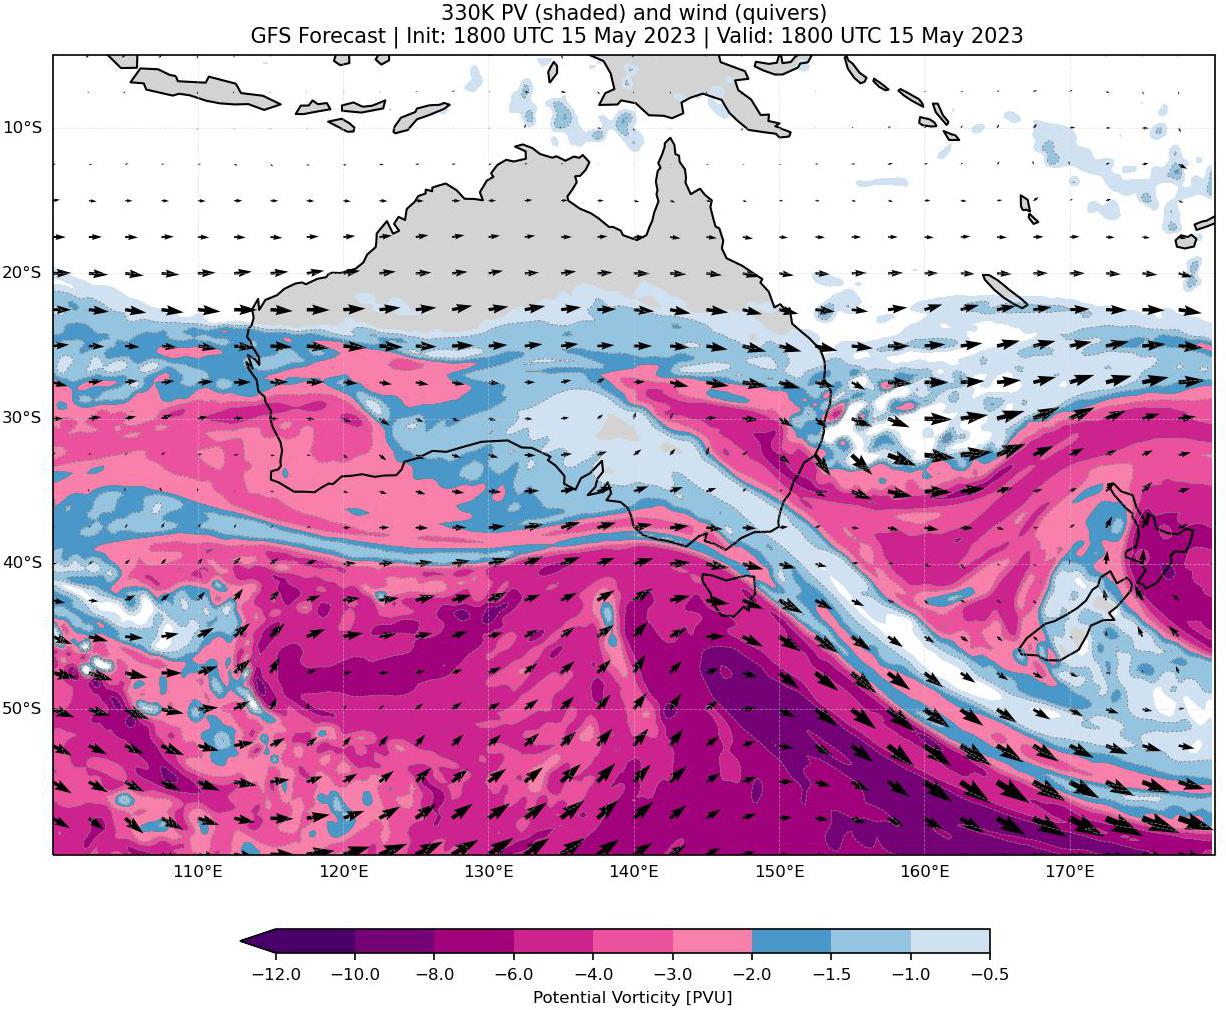 330K PV (shaded) and wind (quivers)
GFS Forecast | Init: 1800 UTC 15 May 2023 | Valid: 1800 UTC 15 May 2023
10°S
20°S
30°S
40°S
50°S
110°E 120°E 130°E 140°E 150°E 160°E 170°E
−12.0 −10.0 −8.0 −6.0 −4.0 −3.0 −2.0 −1.5 −1.0 −0.5
Potential Vorticity [PVU]